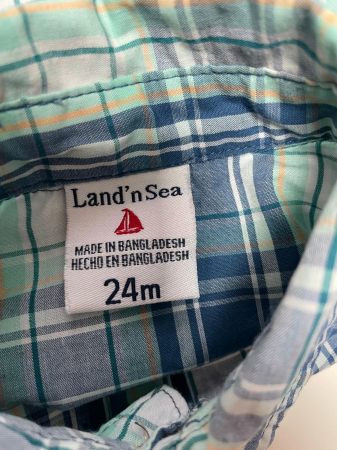 Land'n Sea
MADE IN BANGLADESH
HECHO EN BANGLADESH
24m